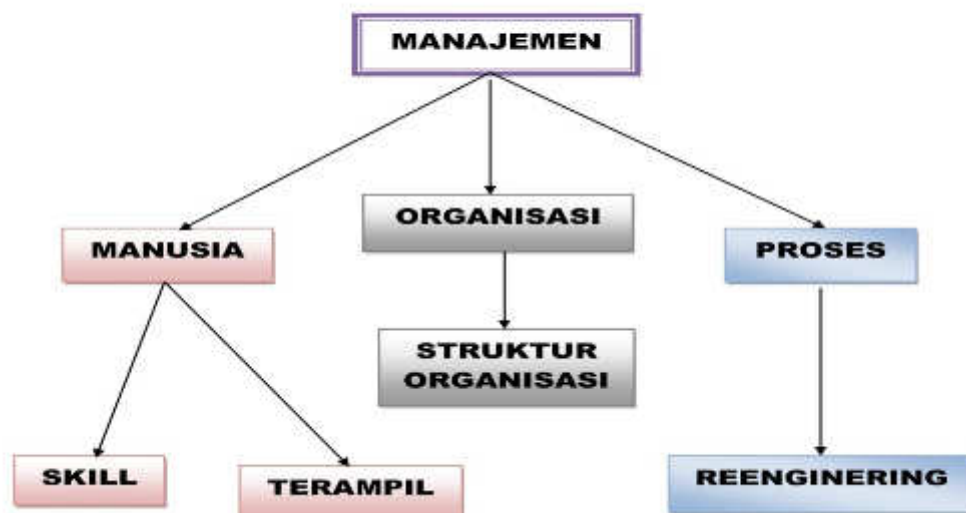 MANAJEMEN
ORGANISASI
MANUSIA
PROSES
STRUKTUR
ORGANISASI
SKILL
TERAMPIL
REENGINERING